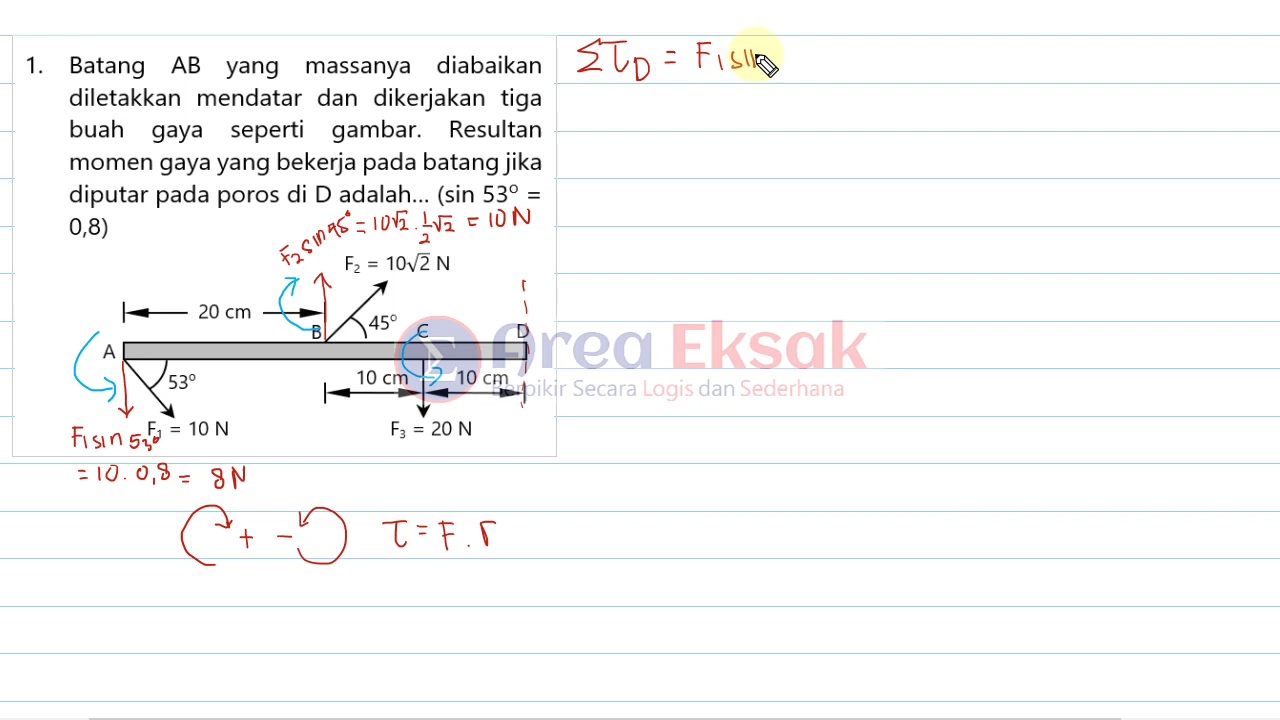 1. Batang AB yang massanya diabaikan
diletakkan mendatar dan dikerjakan tiga
buah gaya seperti gambar. Resultan
momen gaya yang bekerja pada batang jika
diputar pada poros di D adalah... (sin 53° =
0,8)
F₂ sin 45° = 10√2 . 1/2 √2 = 10 N
F₂ = 10√2 N
20 cm
B
45°
C
D
A
53°
10 cm
10 cm
F₁ = 10 N
F₃ = 20 N
F₁ sin 53°
= 10. 0,8 = 8 N
+ − τ = F . r
Στ_D = F₁ sin
Σ Area Eksak
Berpikir Secara Logis dan Sederhana